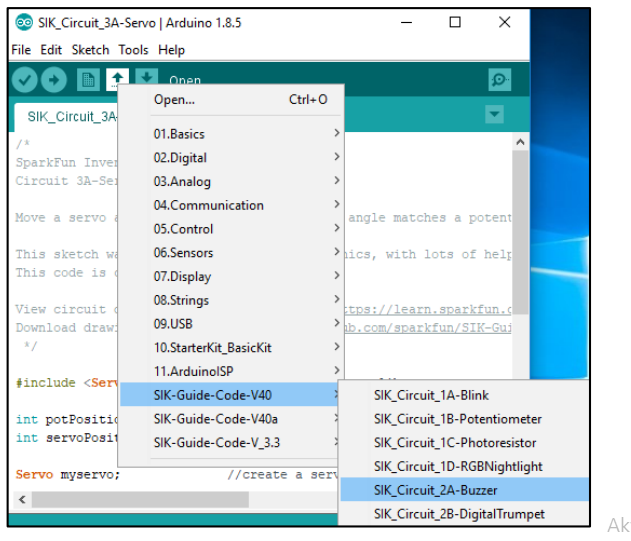 SIK_Circuit_3A-Servo | Arduino 1.8.5
File Edit Sketch Tools Help
Open
SIK_Circuit_3A
Open... Ctrl+O
01.Basics
02.Digital
03.Analog
04.Communication
05.Control
06.Sensors
07.Display
08.Strings
09.USB
10.StarterKit_BasicKit
11.ArduinoISP
SIK-Guide-Code-V40
SIK-Guide-Code-V40a
SIK-Guide-Code-V_3.3
SIK_Circuit_1A-Blink
SIK_Circuit_1B-Potentiometer
SIK_Circuit_1C-Photoresistor
SIK_Circuit_1D-RGBNightlight
SIK_Circuit_2A-Buzzer
SIK_Circuit_2B-DigitalTrumpet
/*
SparkFun Inver
Circuit 3A-Ser
Move a servo a angle matches a potent
This sketch wa nics, with lots of help
This code is
View circuit ttps://learn.sparkfun.c
Download draw ub.com/sparkfun/SIK-Gui
*/
#include <Serv
int potPositio
int servoPosit
Servo myservo; //create a serv
Ak